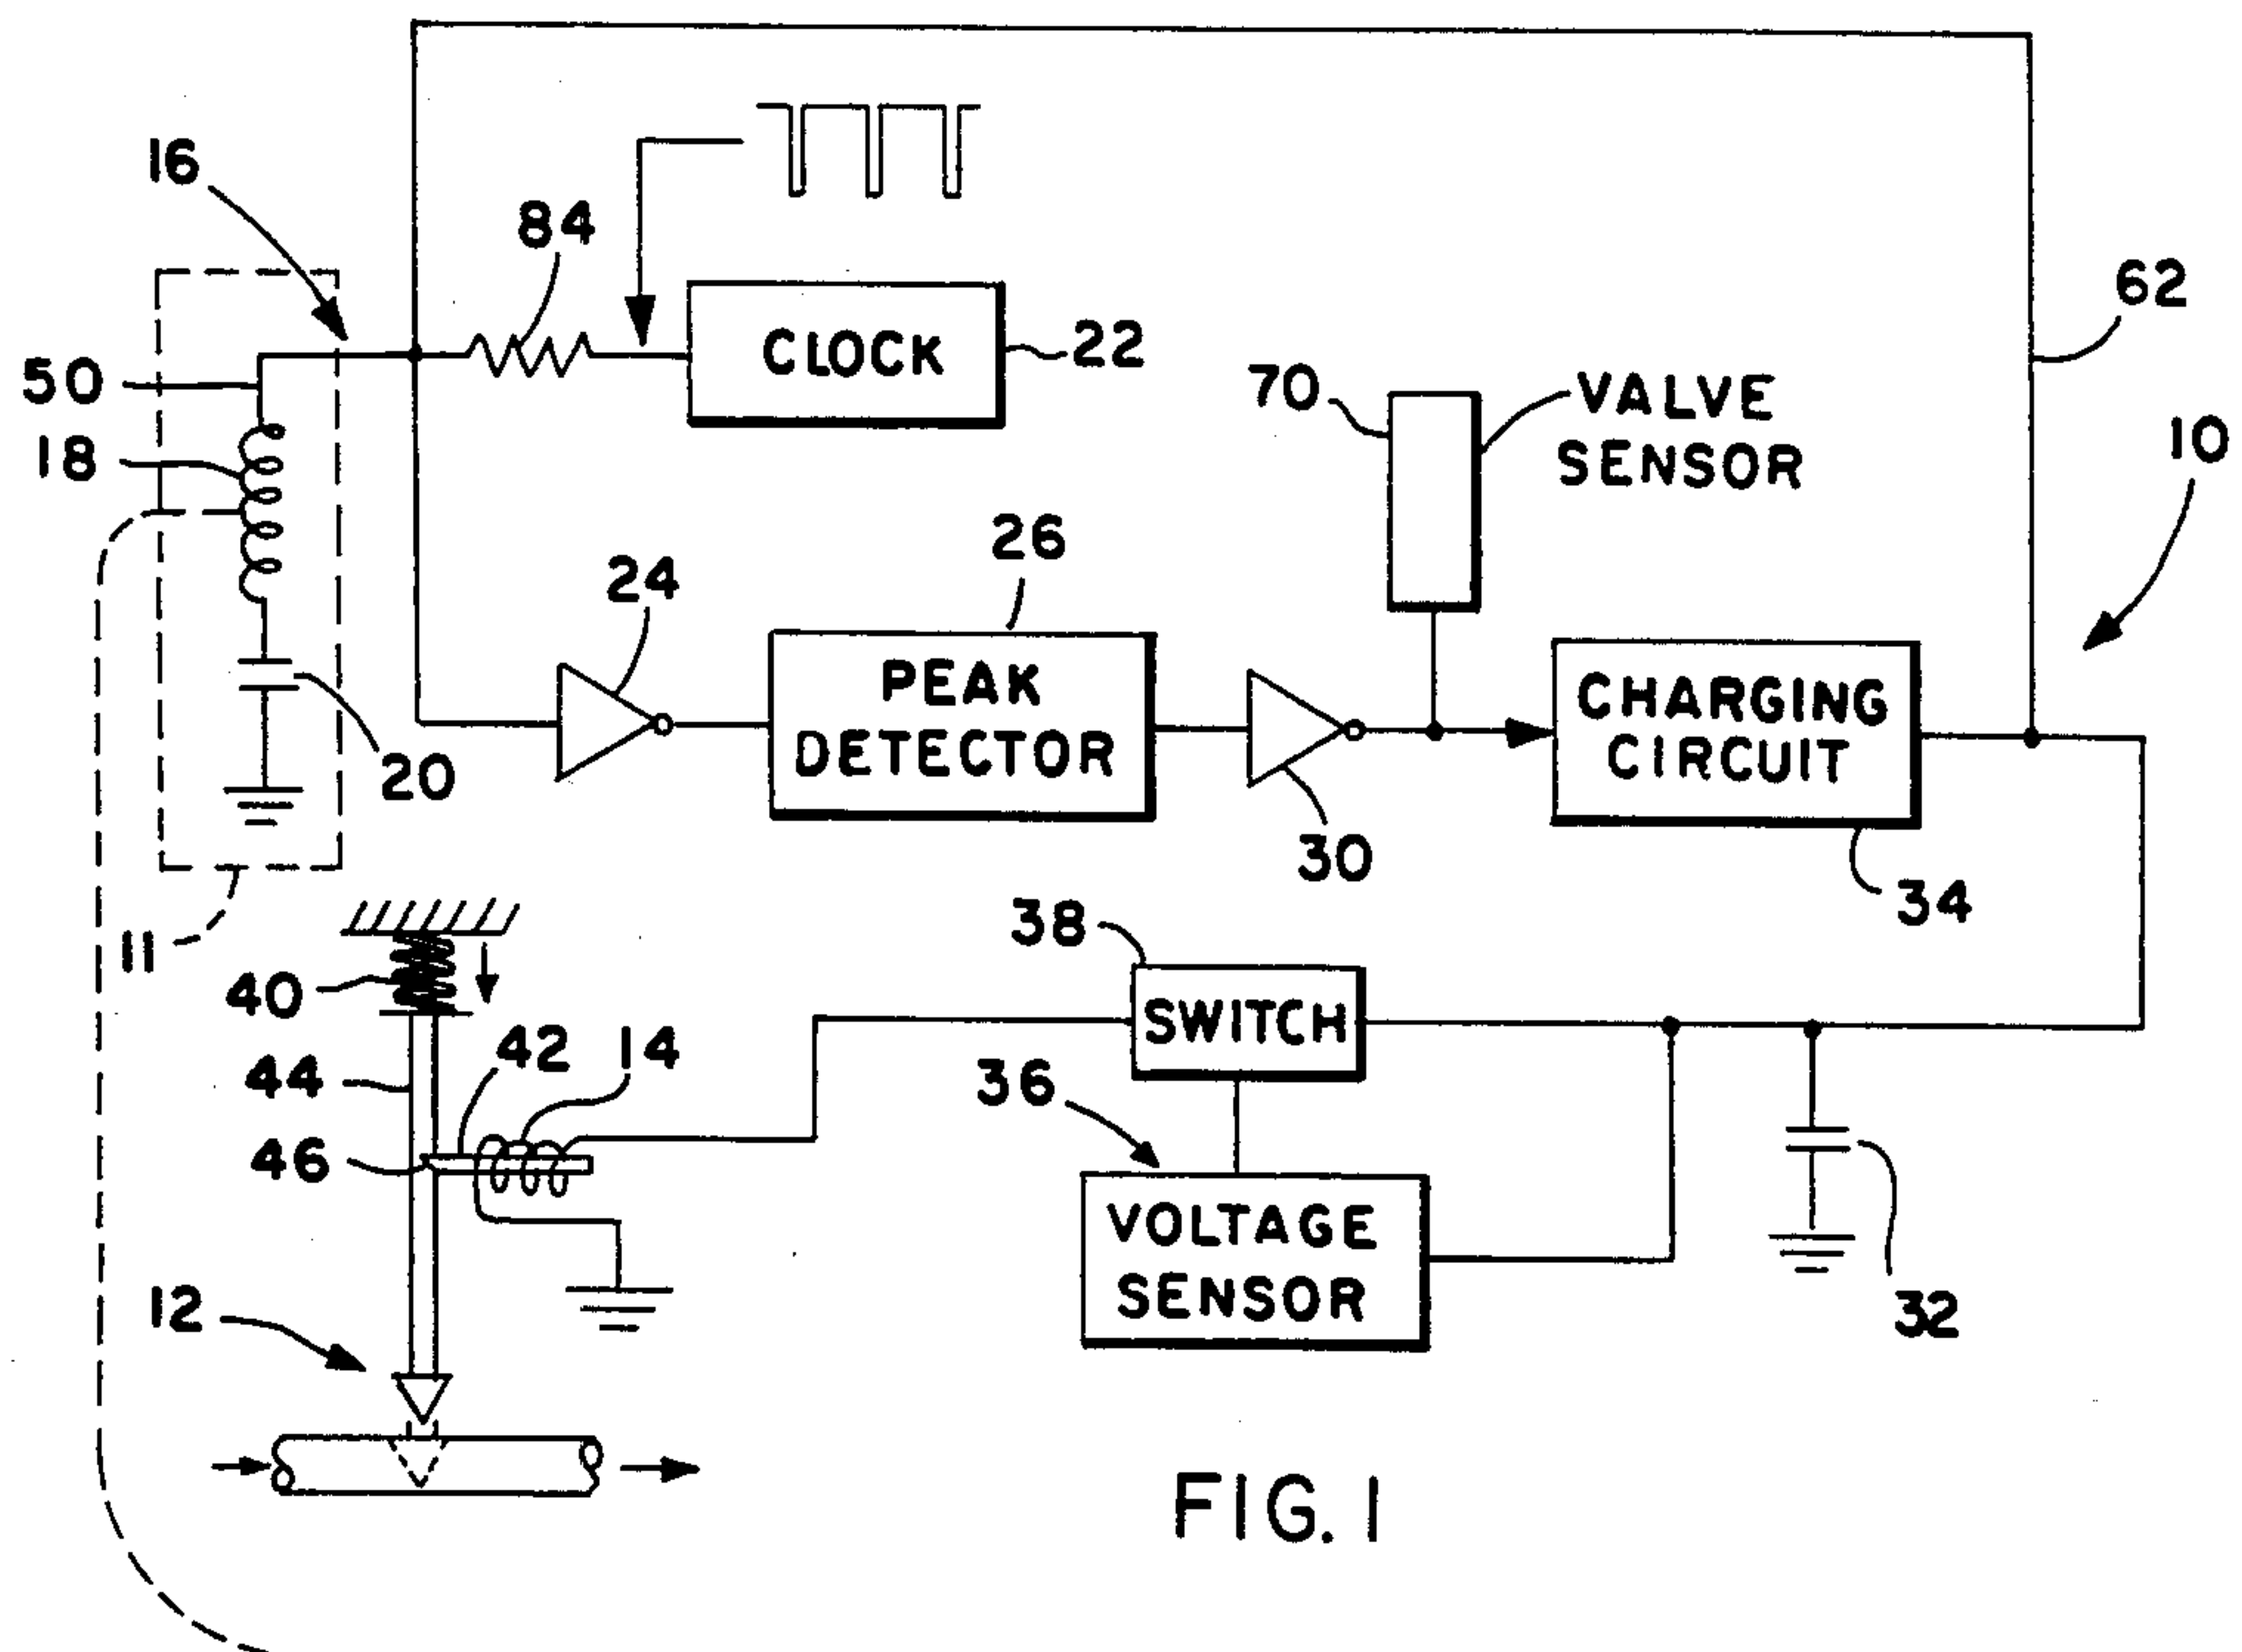 16
84
CLOCK
22
62
50
18
70
VALVE
SENSOR
10
24
26
PEAK
DETECTOR
CHARGING
CIRCUIT
20
30
34
11
38
40
SWITCH
42
14
44
36
46
VOLTAGE
SENSOR
12
32
FIG. 1